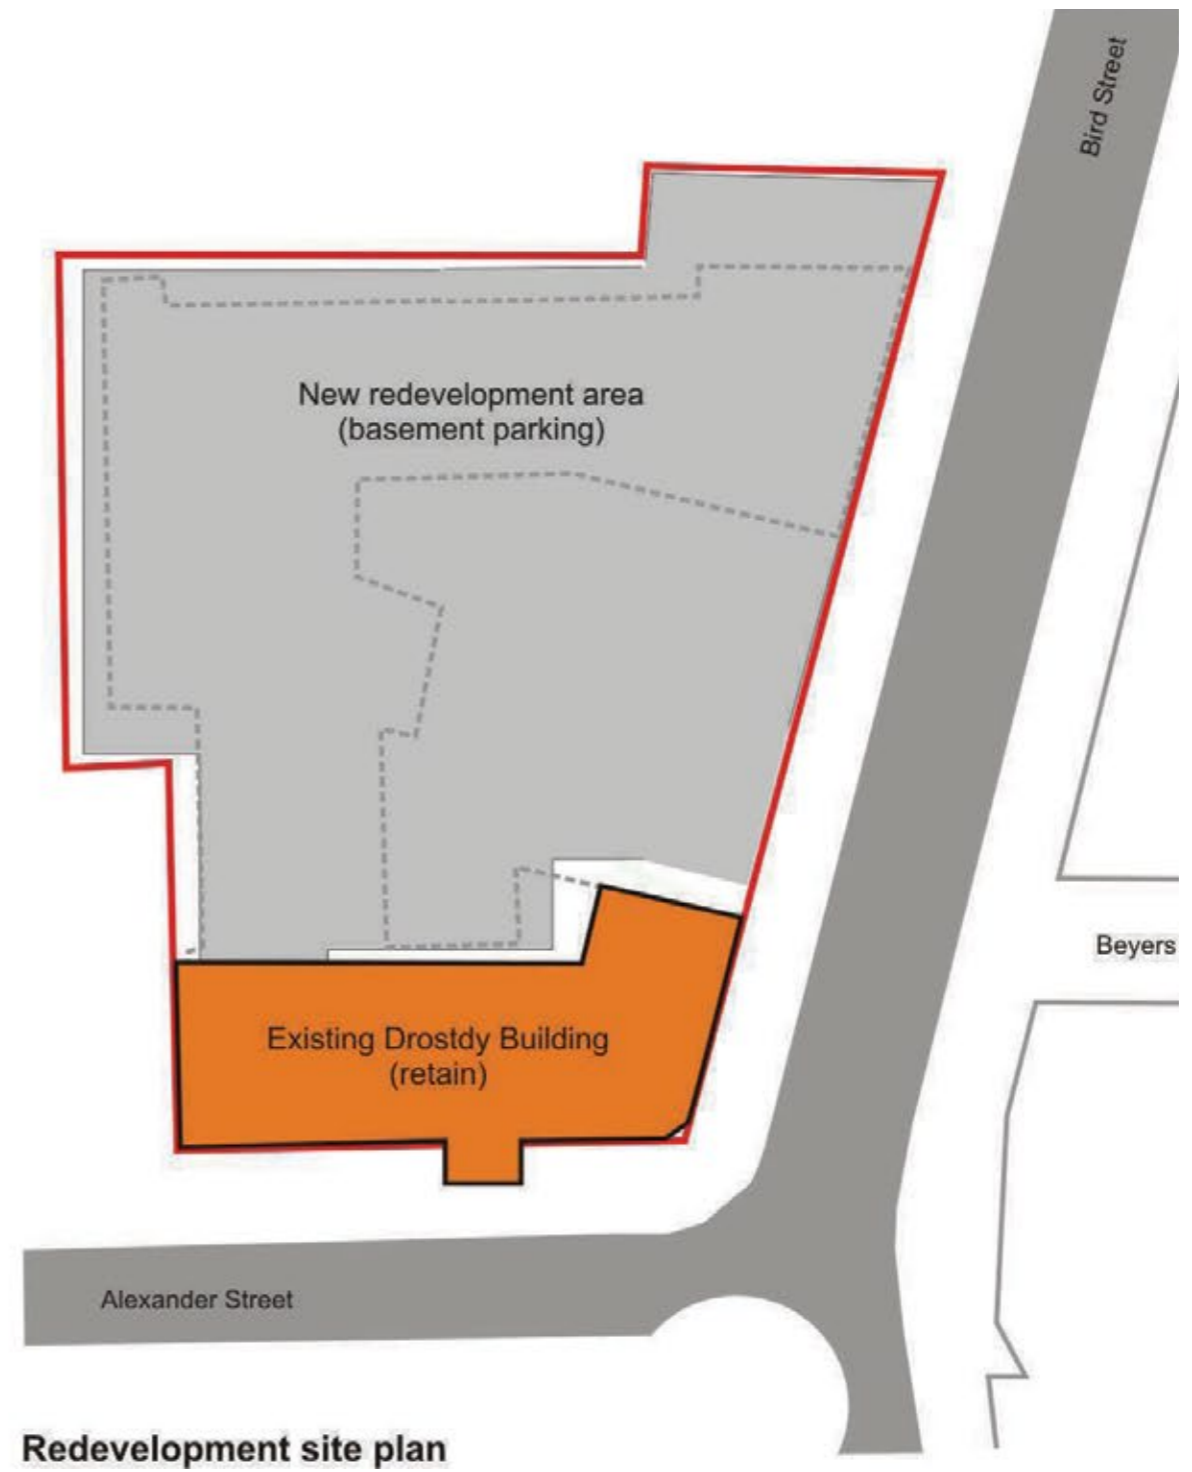 Bird Street
New redevelopment area
(basement parking)
Beyers
Existing Drostdy Building
(retain)
Alexander Street
Redevelopment site plan